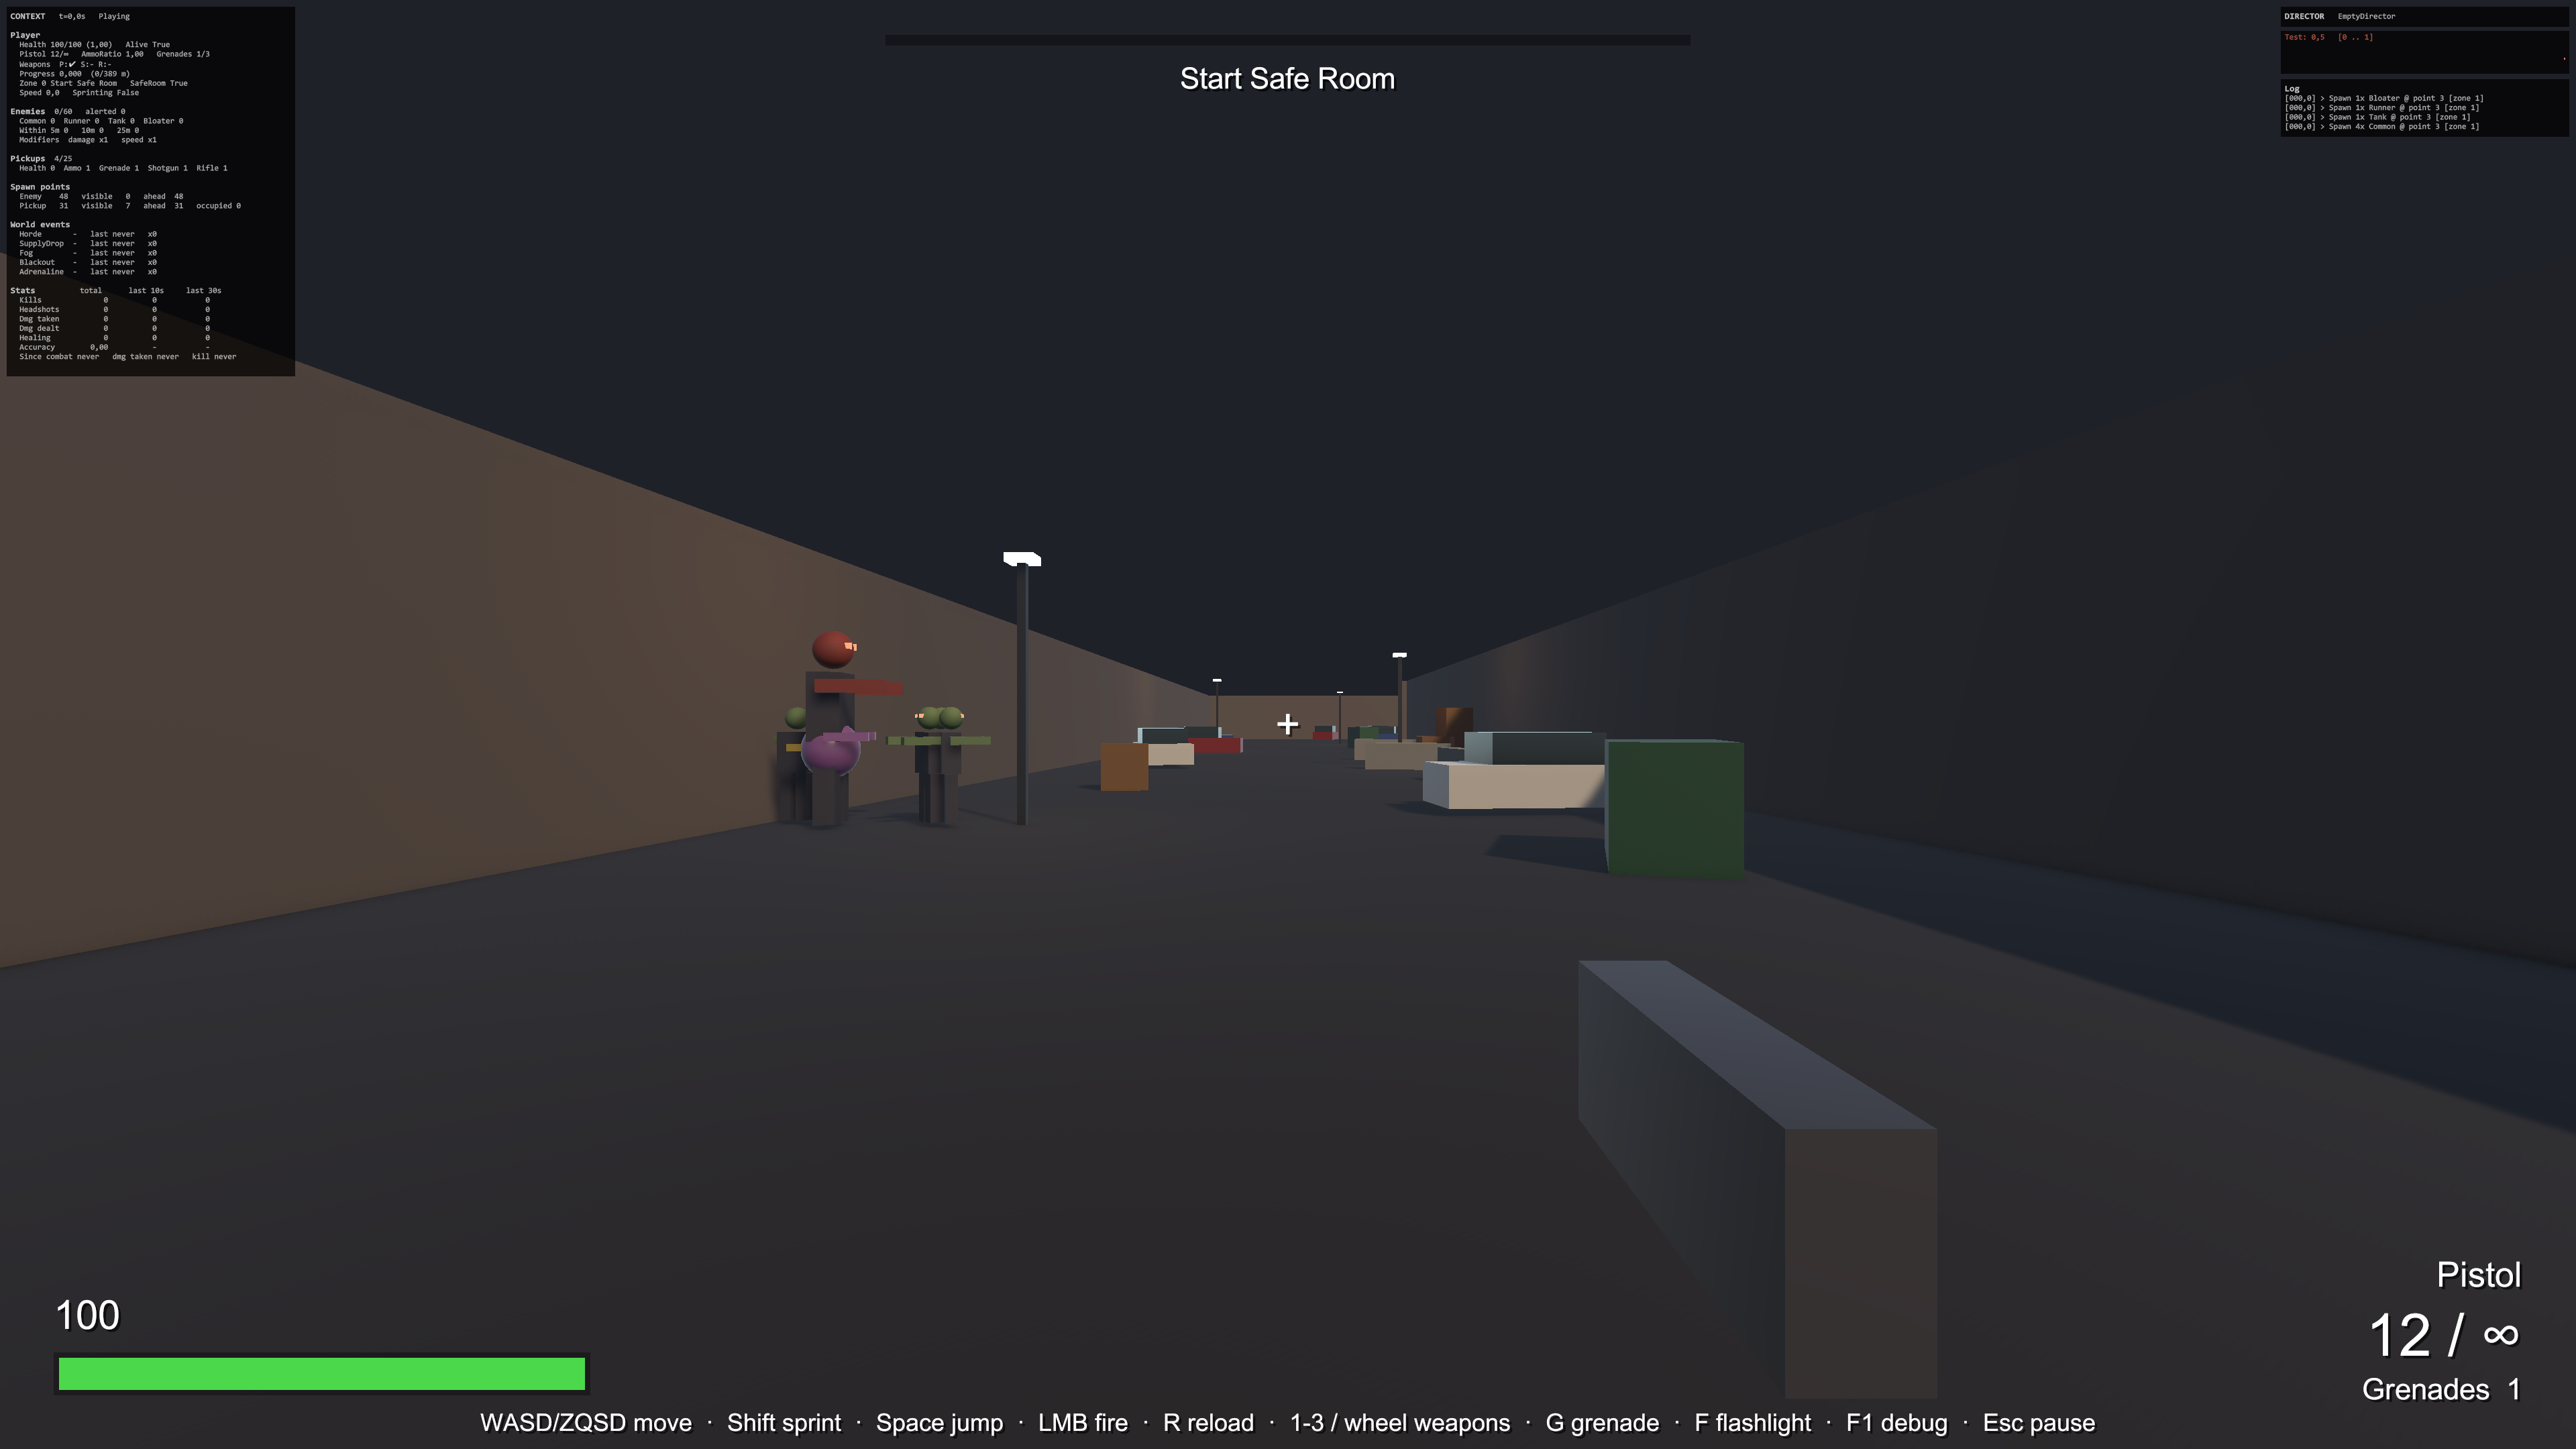 CONTEXT t=0,0s Playing
Player
Health 100/100 (1,00) Alive True
Pistol 12/∞ AmmoRatio 1,00 Grenades 1/3
Weapons P:✔ S:- R:-
Progress 0,000 (0/389 m)
Zone 0 Start Safe Room SafeRoom True
Speed 0,0 Sprinting False
Enemies 0/60 alerted 0
Common 0 Runner 0 Tank 0 Bloater 0
Within 5m 0 10m 0 25m 0
Modifiers damage x1 speed x1
Pickups 4/25
Health 0 Ammo 1 Grenade 1 Shotgun 1 Rifle 1
Spawn points
Enemy 48 visible 0 ahead 48
Pickup 31 visible 7 ahead 31 occupied 0
World events
Horde - last never x0
SupplyDrop - last never x0
Fog - last never x0
Blackout - last never x0
Adrenaline - last never x0
Stats total last 10s last 30s
Kills 0 0 0
Headshots 0 0 0
Dmg taken 0 0 0
Dmg dealt 0 0 0
Healing 0 0 0
Accuracy 0,00 - -
Since combat never dmg taken never kill never
Start Safe Room
DIRECTOR EmptyDirector
Test: 0,5 [0 .. 1]
Log
[000,0] > Spawn 1x Bloater @ point 3 [zone 1]
[000,0] > Spawn 1x Runner @ point 3 [zone 1]
[000,0] > Spawn 1x Tank @ point 3 [zone 1]
[000,0] > Spawn 4x Common @ point 3 [zone 1]
100
Pistol
12 / ∞
Grenades 1
WASD/ZQSD move · Shift sprint · Space jump · LMB fire · R reload · 1-3 / wheel weapons · G grenade · F flashlight · F1 debug · Esc pause